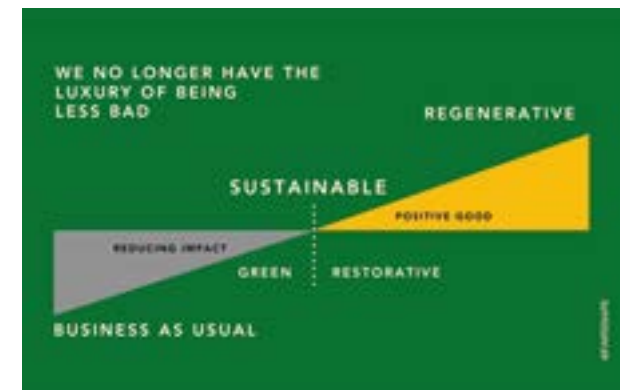 WE NO LONGER HAVE THE
LUXURY OF BEING
LESS BAD
REGENERATIVE
SUSTAINABLE
POSITIVE GOOD
REDUCING IMPACT
GREEN
RESTORATIVE
BUSINESS AS USUAL